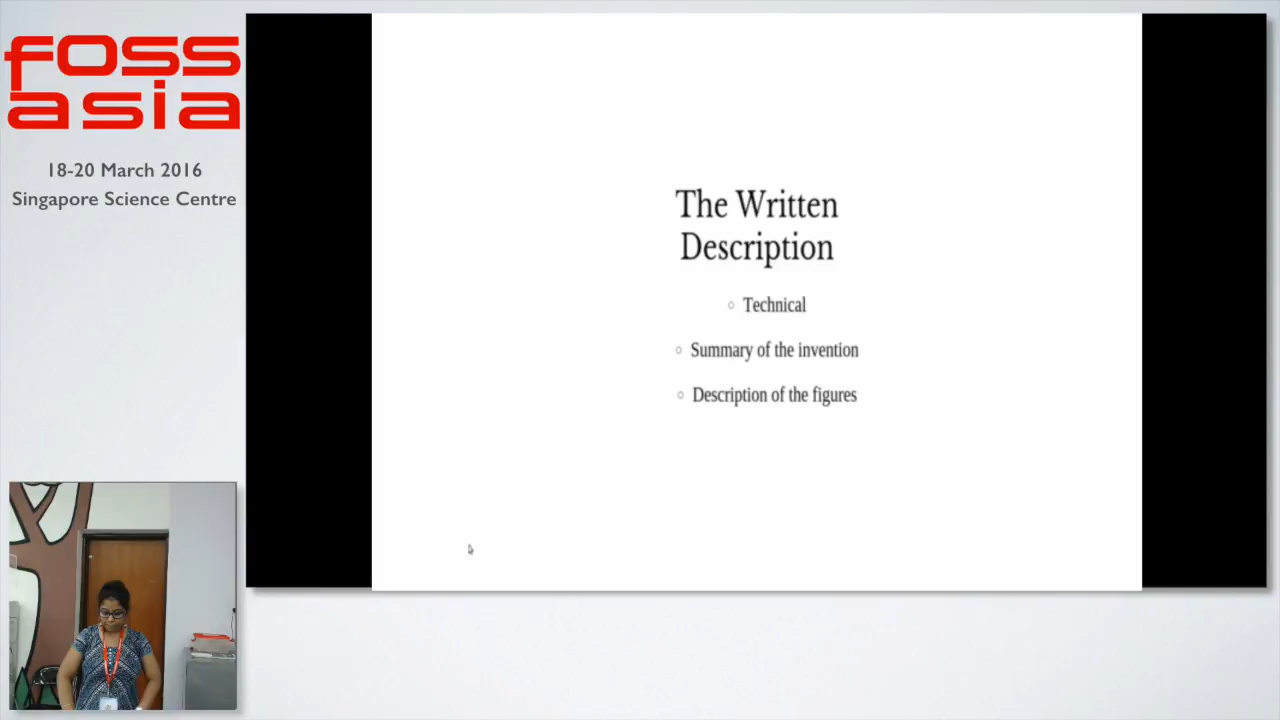 foss
asia
18-20 March 2016
Singapore Science Centre
The Written
Description
○ Technical
○ Summary of the invention
○ Description of the figures